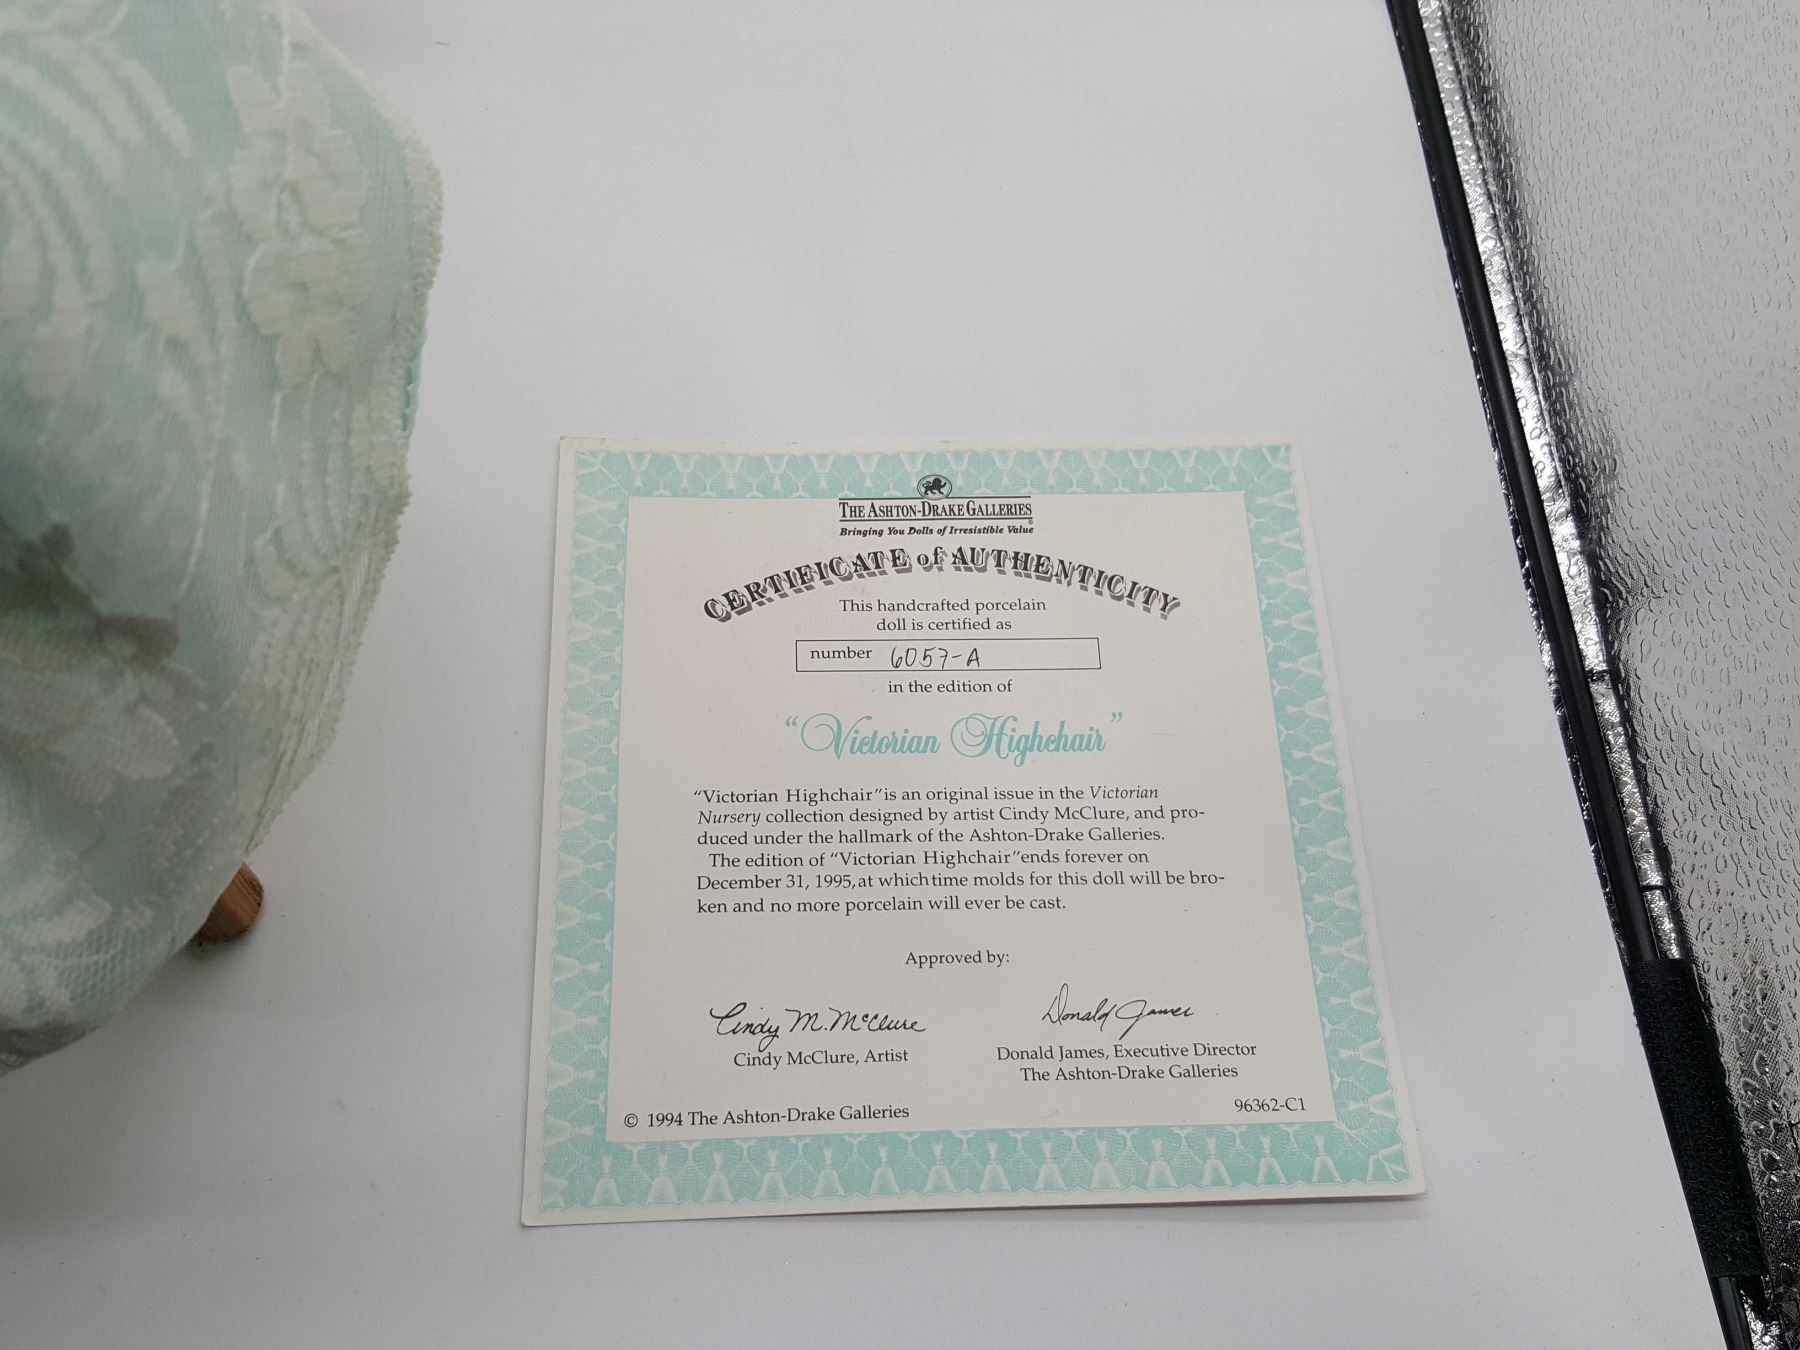 THE ASHTON-DRAKE GALLERIES
®
Bringing You Dolls of Irresistible Value
CERTIFICATE of AUTHENTICITY
This handcrafted porcelain
doll is certified as
number 6057-A
in the edition of
“Victorian Highchair”
“Victorian Highchair” is an original issue in the Victorian
Nursery collection designed by artist Cindy McClure, and pro-
duced under the hallmark of the Ashton-Drake Galleries.
The edition of “Victorian Highchair” ends forever on
December 31, 1995, at which time molds for this doll will be bro-
ken and no more porcelain will ever be cast.
Approved by:
Cindy M. McClure
Cindy McClure, Artist
Donald James
Donald James, Executive Director
The Ashton-Drake Galleries
© 1994 The Ashton-Drake Galleries
96362-C1